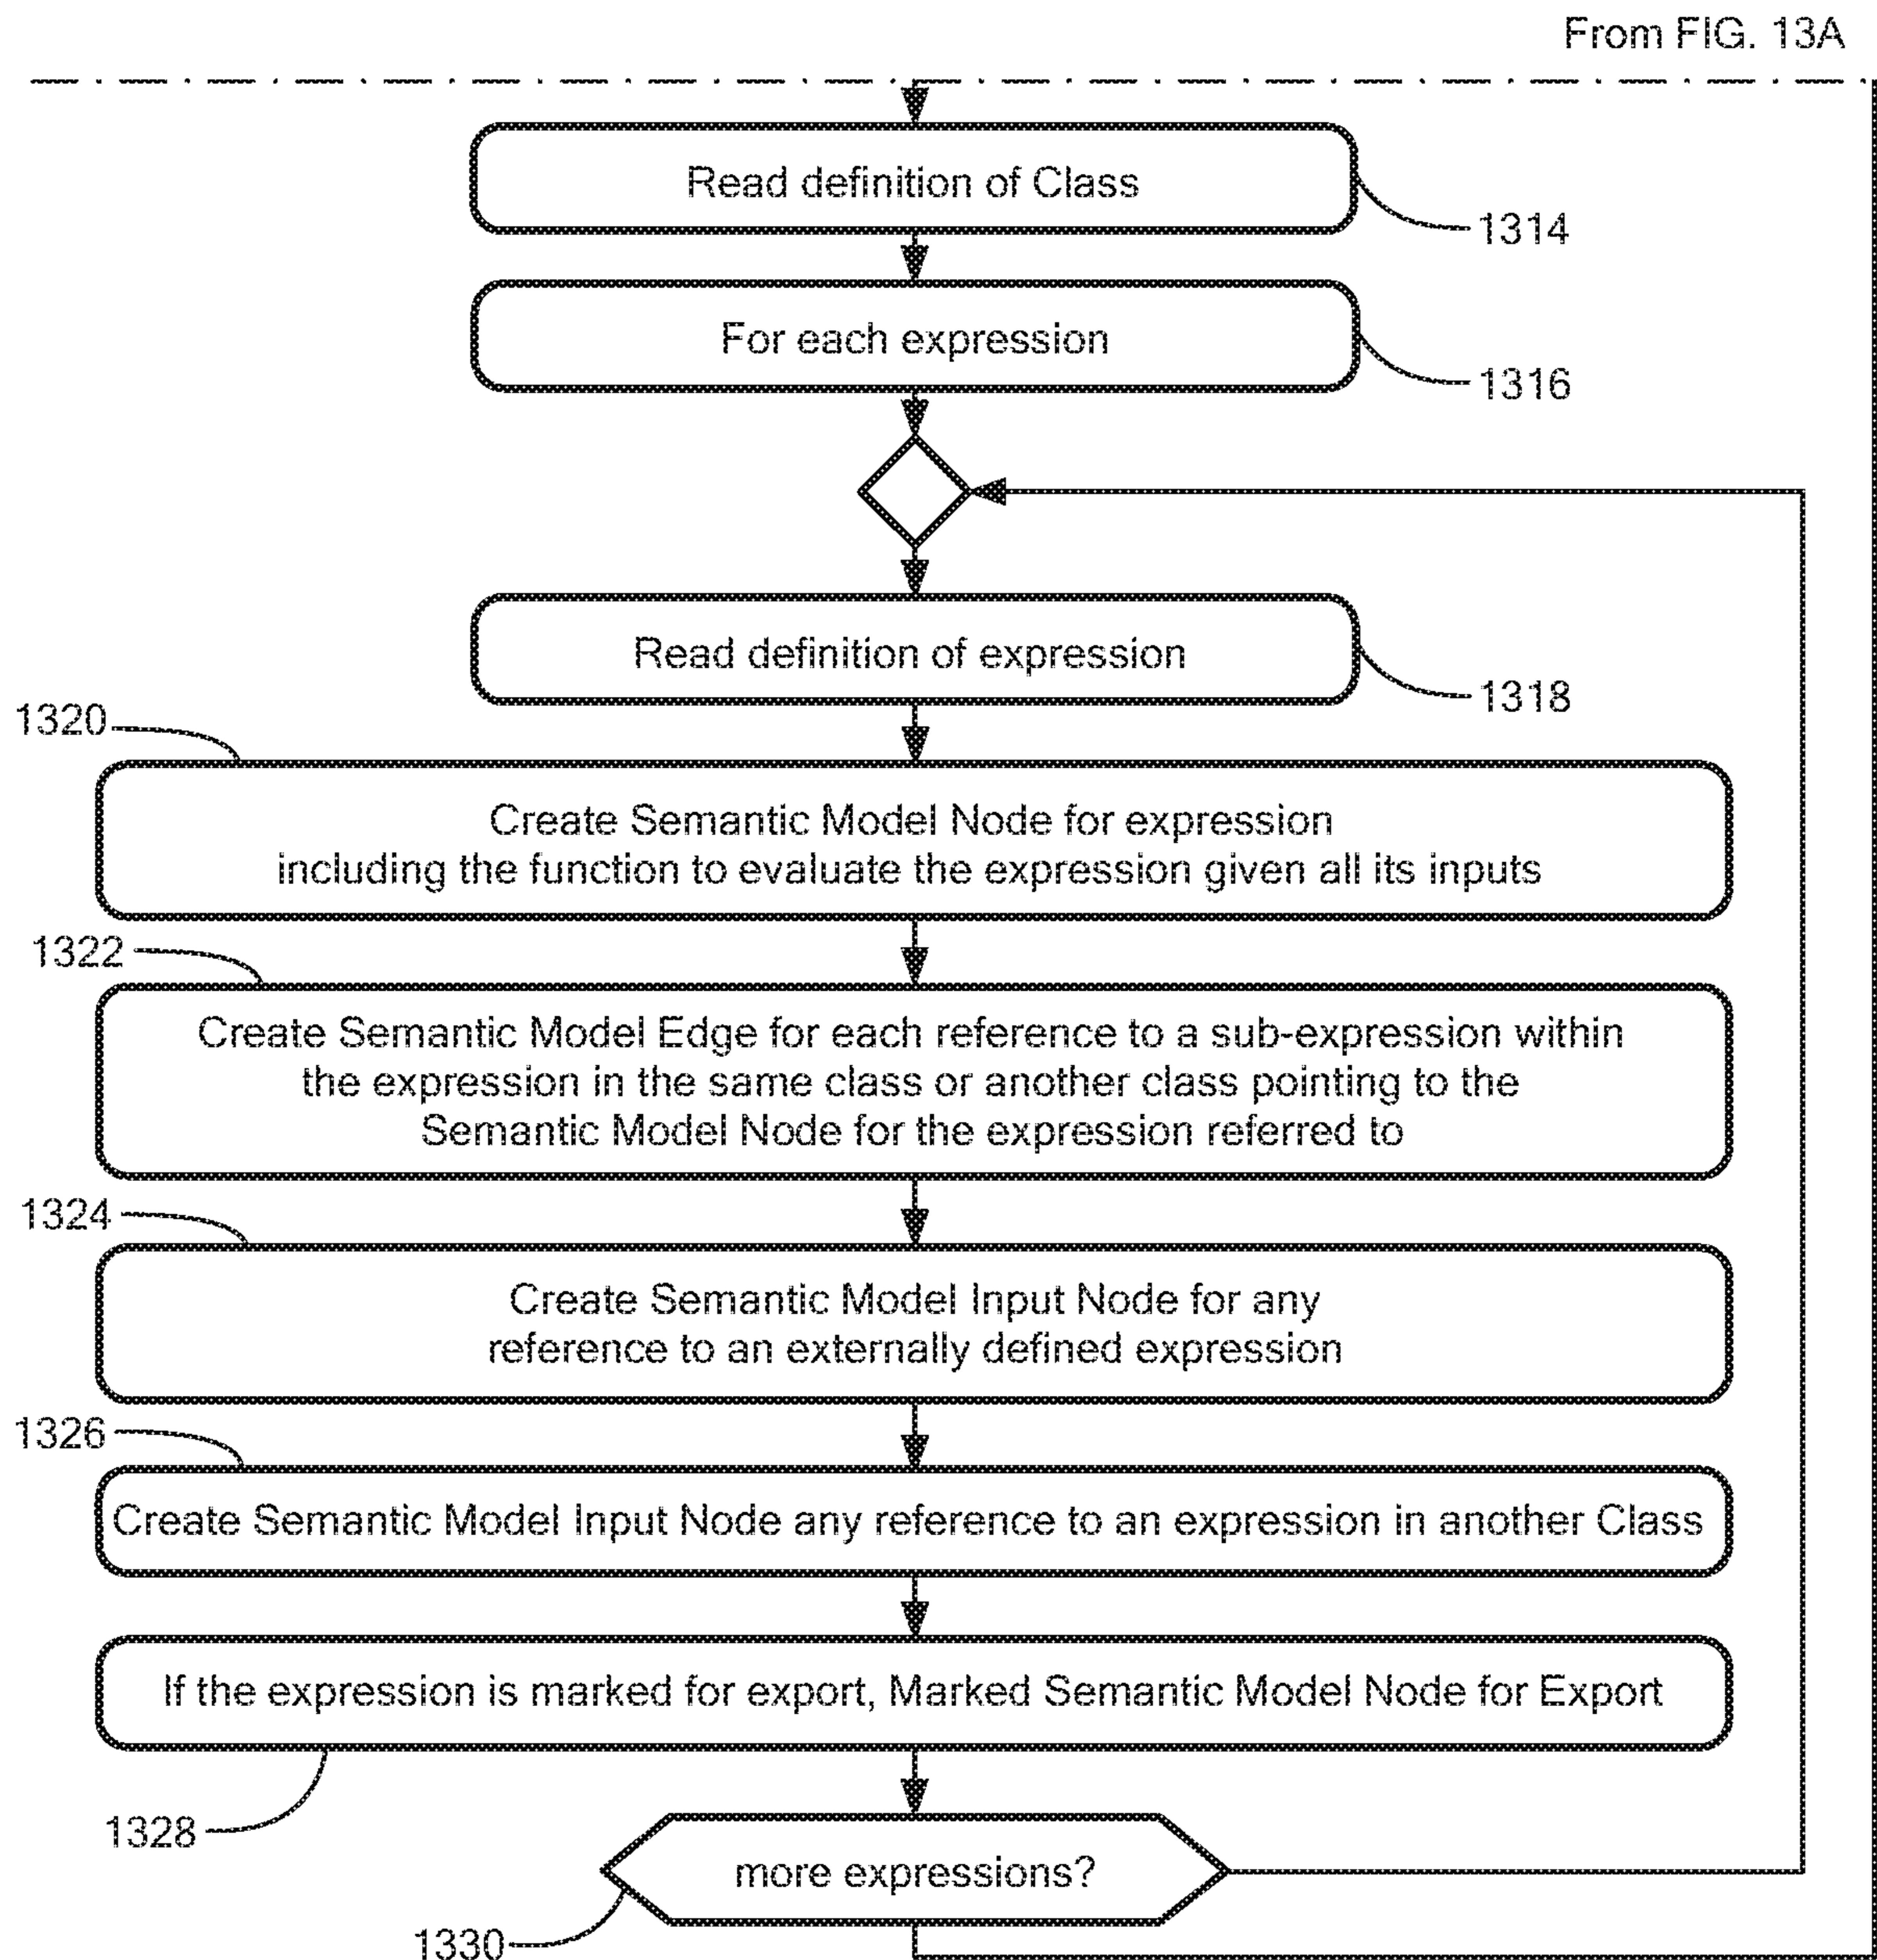 From FIG. 13A
Read definition of Class
1314
For each expression
1316
Read definition of expression
1318
1320
Create Semantic Model Node for expression
including the function to evaluate the expression given all its inputs
1322
Create Semantic Model Edge for each reference to a sub-expression within
the expression in the same class or another class pointing to the
Semantic Model Node for the expression referred to
1324
Create Semantic Model Input Node for any
reference to an externally defined expression
1326
Create Semantic Model Input Node any reference to an expression in another Class
If the expression is marked for export, Marked Semantic Model Node for Export
1328
more expressions?
1330